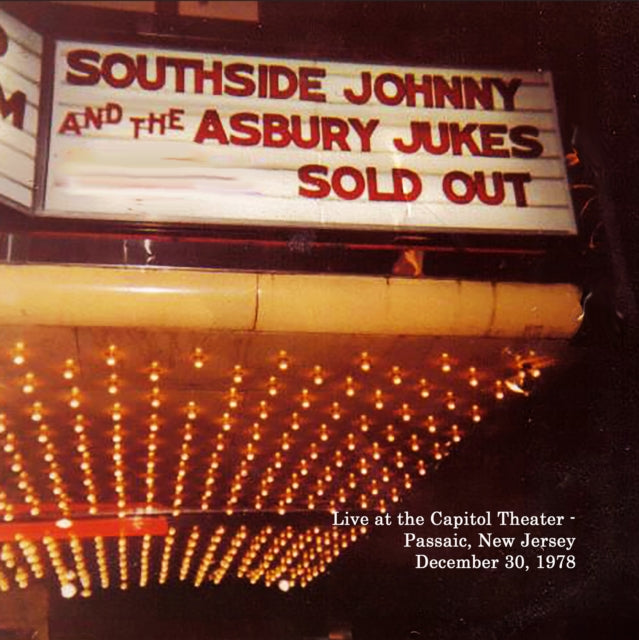 SOUTHSIDE JOHNNY
AND THE ASBURY JUKES
SOLD OUT
Live at the Capitol Theater -
Passaic, New Jersey
December 30, 1978